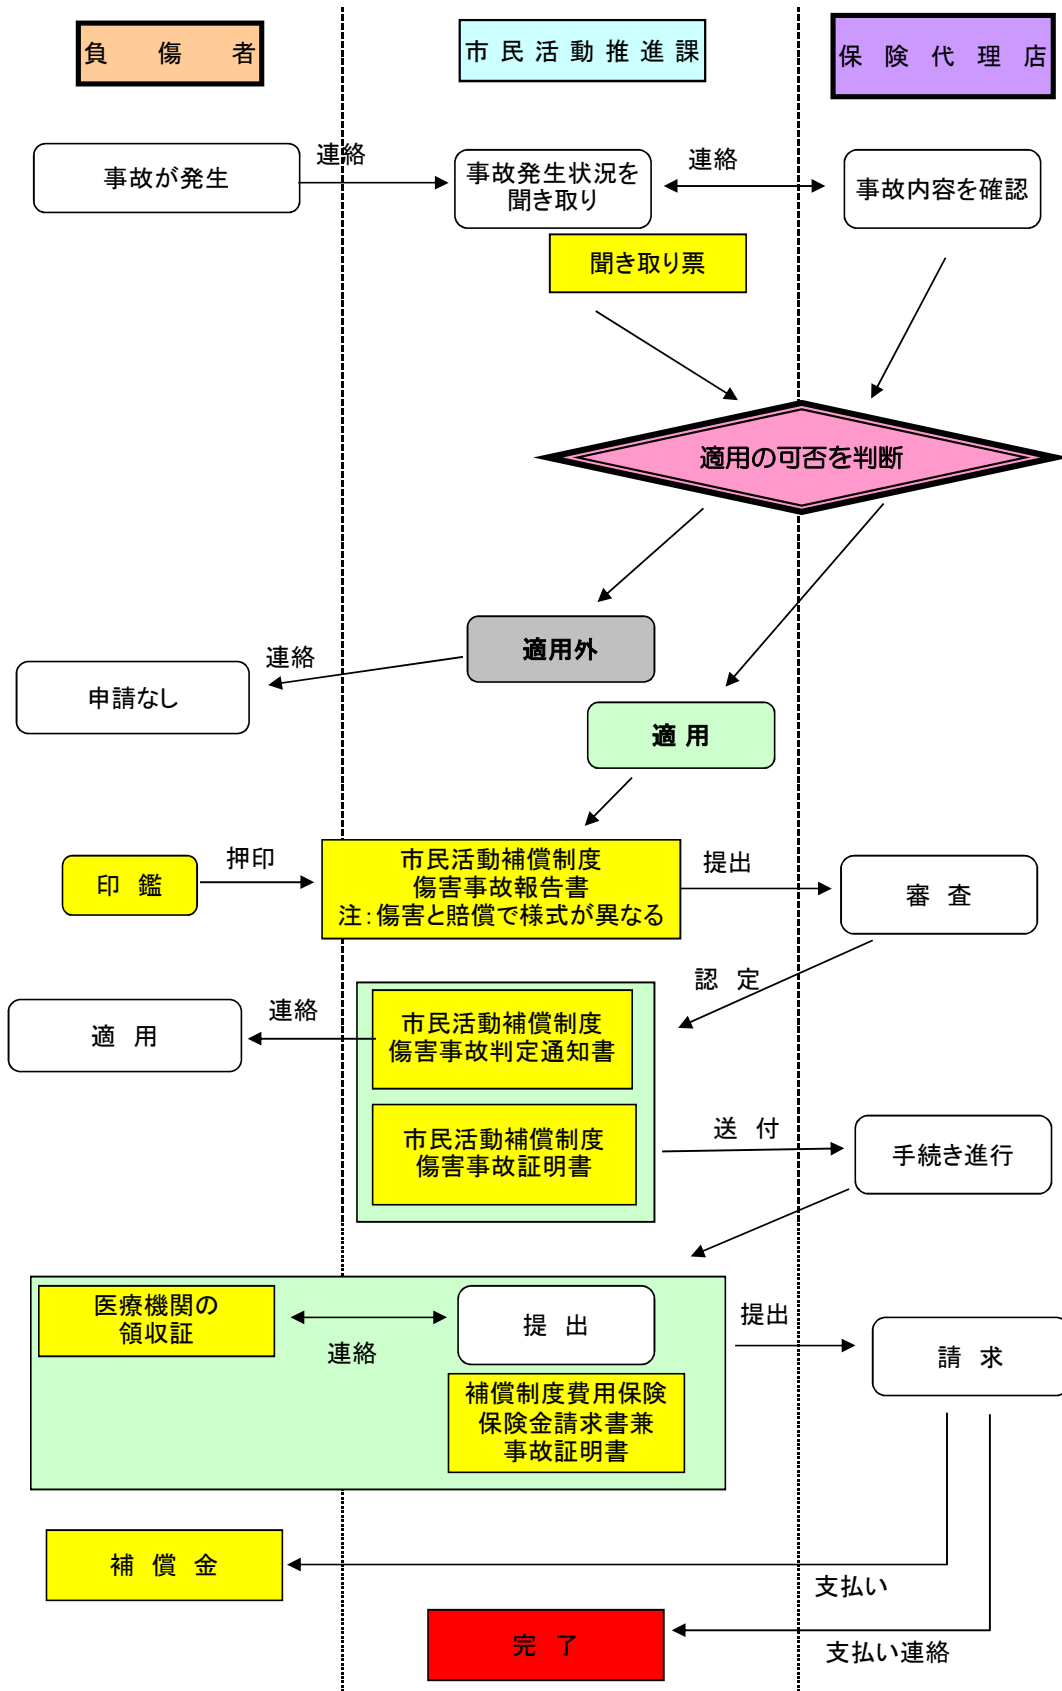 負傷者
市民活動推進課
保険代理店
事故が発生
連絡
事故発生状況を
聞き取り
連絡
事故内容を確認
聞き取り票
適用の可否を判断
適用外
連絡
申請なし
適用
印鑑
押印
市民活動補償制度
傷害事故報告書
注:傷害と賠償で様式が異なる
提出
審査
認定
適用
連絡
市民活動補償制度
傷害事故判定通知書
市民活動補償制度
傷害事故証明書
送付
手続き進行
医療機関の
領収証
連絡
提出
補償制度費用保険
保険金請求書兼
事故証明書
提出
請求
補償金
支払い
完了
支払い連絡